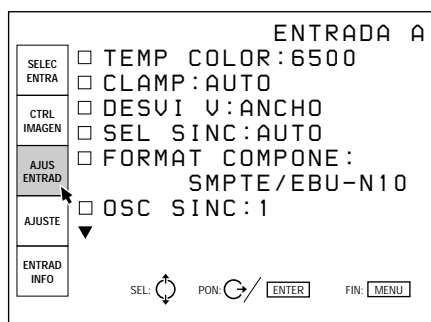 ENTRADA A
SELEC
ENTRA
CTRL
IMAGEN
AJUS
ENTRAD
AJUSTE
ENTRAD
INFO
TEMP COLOR:6500
CLAMP:AUTO
DESVI V:ANCHO
SEL SINC:AUTO
FORMAT COMPONE:
SMPTE/EBU-N10
OSC SINC:1
SEL: PON: ENTER FIN: MENU